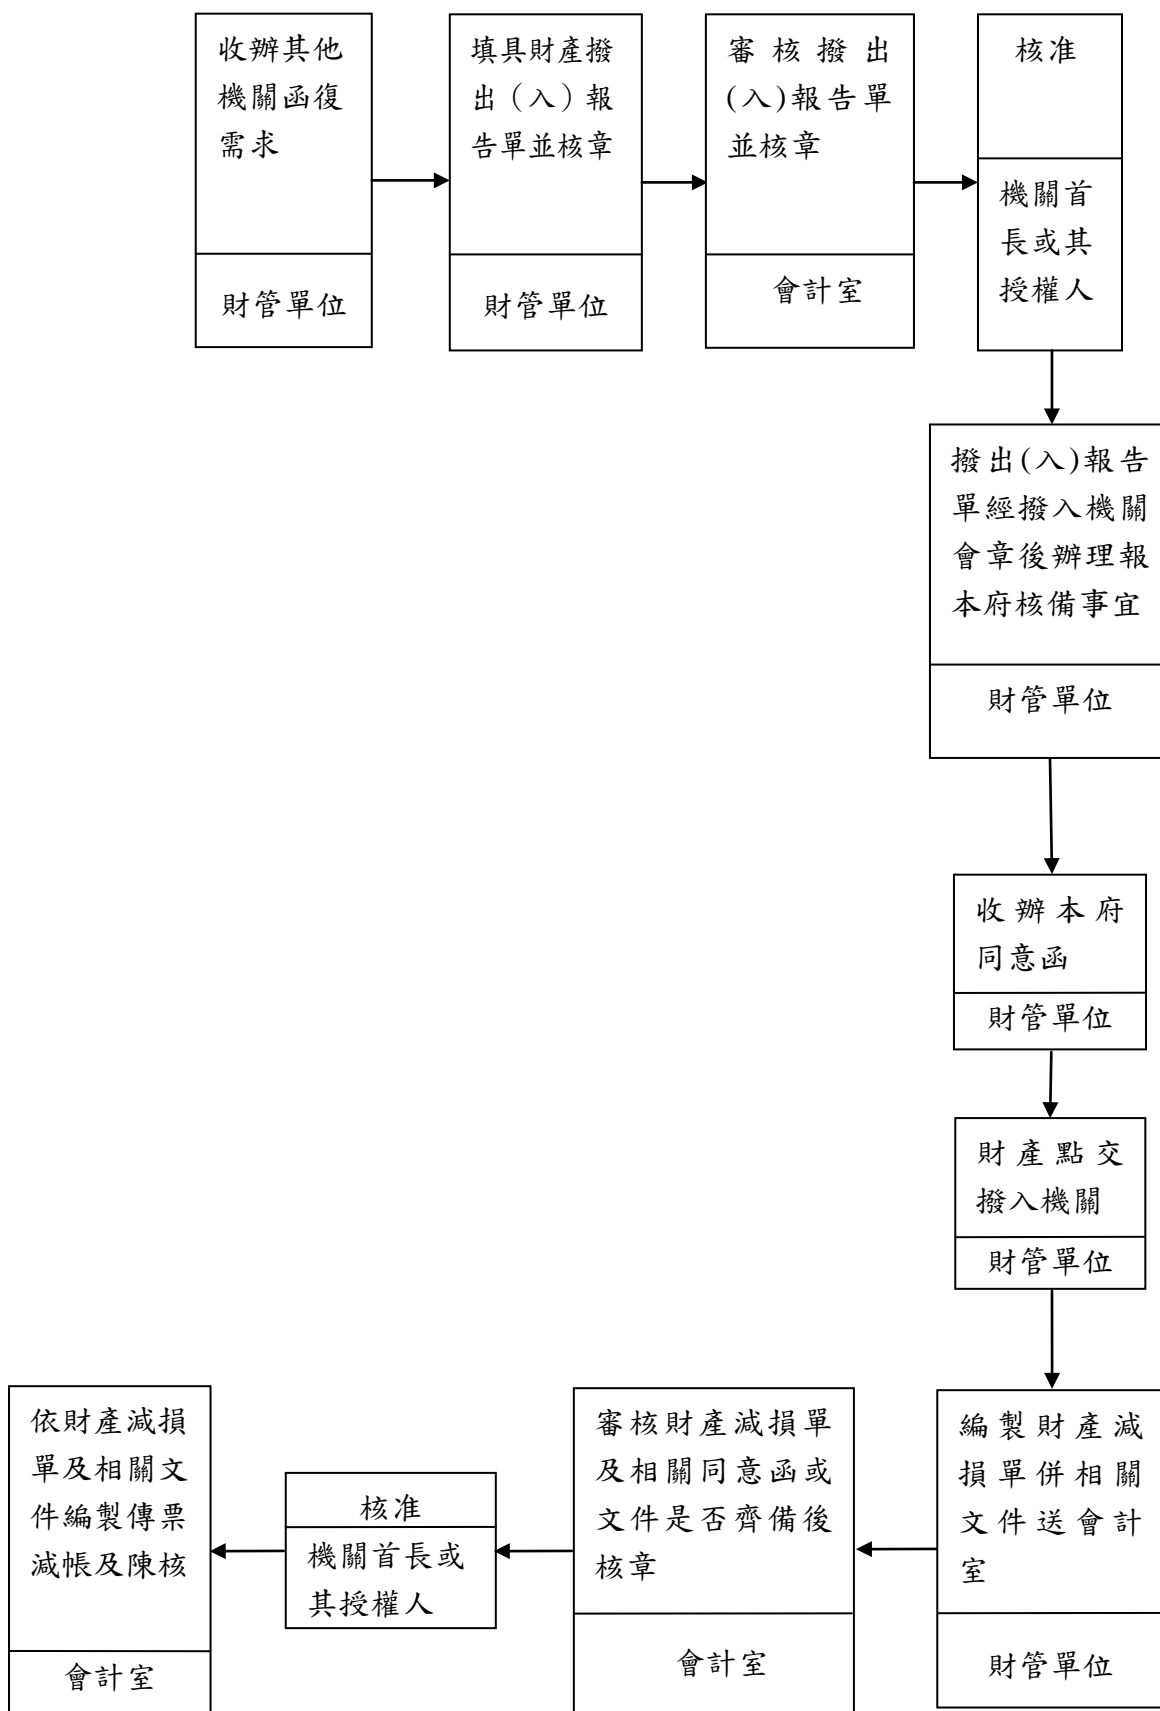 收辦其他
機關函復
需求
財管單位
填具財產撥
出（入）報
告單並核章
財管單位
審核撥出
(入)報告單
並核章
會計室
核准
機關首
長或其
授權人
撥出(入)報告
單經撥入機關
會章後辦理報
本府核備事宜
財管單位
收辦本府
同意函
財管單位
財產點交
撥入機關
財管單位
編製財產減
損單併相關
文件送會計
室
財管單位
審核財產減損單
及相關同意函或
文件是否齊備後
核章
會計室
核准
機關首長或
其授權人
依財產減損
單及相關文
件編製傳票
減帳及陳核
會計室